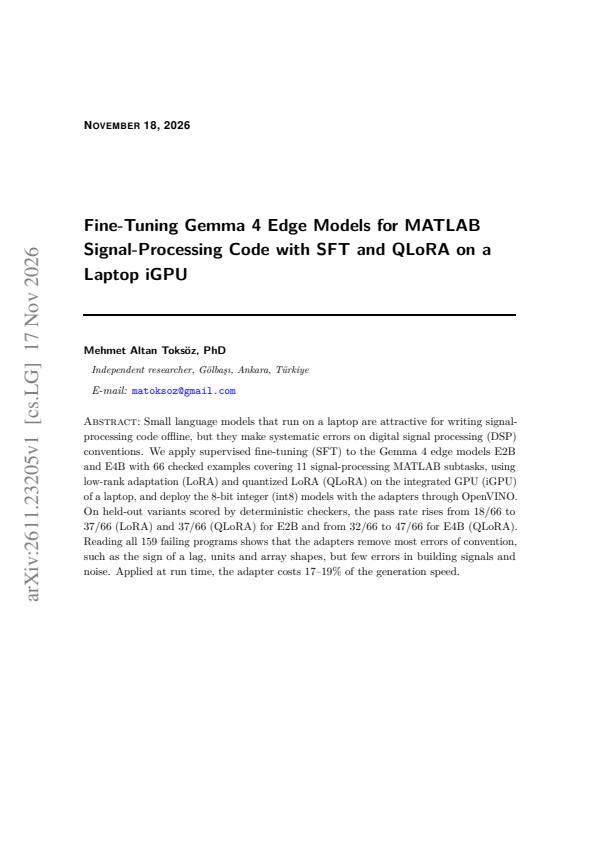 NOVEMBER 18, 2026
Fine-Tuning Gemma 4 Edge Models for MATLAB
Signal-Processing Code with SFT and QLoRA on a
Laptop iGPU
Mehmet Altan Toksöz, PhD
Independent researcher, Gölbaşı, Ankara, Türkiye
E-mail: matoksoz@gmail.com
ABSTRACT: Small language models that run on a laptop are attractive for writing signal-
processing code offline, but they make systematic errors on digital signal processing (DSP)
conventions. We apply supervised fine-tuning (SFT) to the Gemma 4 edge models E2B
and E4B with 66 checked examples covering 11 signal-processing MATLAB subtasks, using
low-rank adaptation (LoRA) and quantized LoRA (QLoRA) on the integrated GPU (iGPU)
of a laptop, and deploy the 8-bit integer (int8) models with the adapters through OpenVINO.
On held-out variants scored by deterministic checkers, the pass rate rises from 18/66 to
37/66 (LoRA) and 37/66 (QLoRA) for E2B and from 32/66 to 47/66 for E4B (QLoRA).
Reading all 159 failing programs shows that the adapters remove most errors of convention,
such as the sign of a lag, units and array shapes, but few errors in building signals and
noise. Applied at run time, the adapter costs 17–19% of the generation speed.
arXiv:2611.23205v1 [cs.LG] 17 Nov 2026